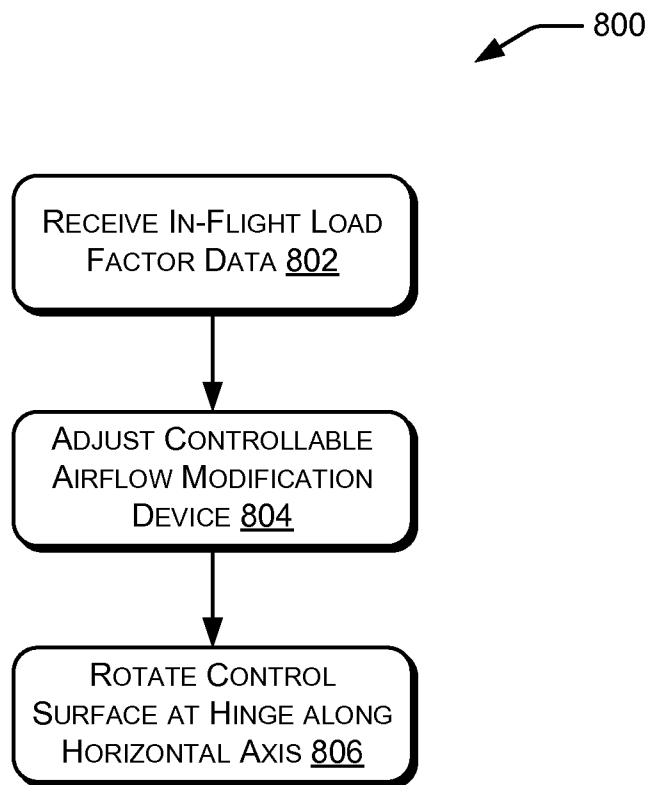 800
RECEIVE IN-FLIGHT LOAD
FACTOR DATA 802
ADJUST CONTROLLABLE
AIRFLOW MODIFICATION
DEVICE 804
ROTATE CONTROL
SURFACE AT HINGE ALONG
HORIZONTAL AXIS 806